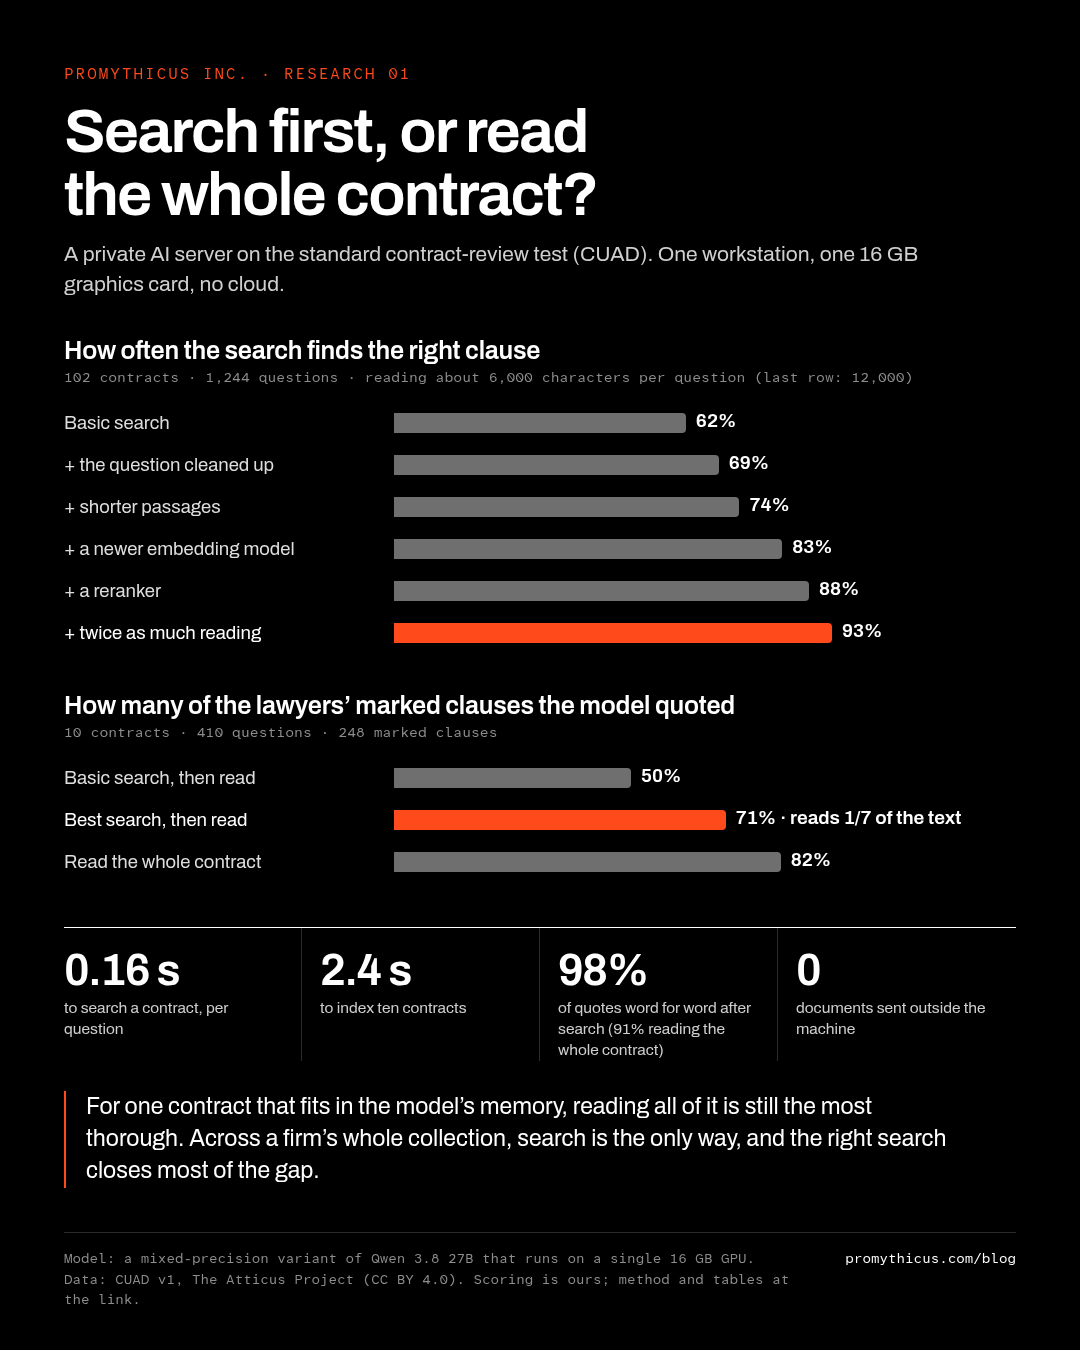 PROMYTHICUS INC. · RESEARCH 01
Search first, or read
the whole contract?
A private AI server on the standard contract-review test (CUAD). One workstation, one 16 GB
graphics card, no cloud.
How often the search finds the right clause
102 contracts · 1,244 questions · reading about 6,000 characters per question (last row: 12,000)
Basic search 62%
+ the question cleaned up 69%
+ shorter passages 74%
+ a newer embedding model 83%
+ a reranker 88%
+ twice as much reading 93%
How many of the lawyers’ marked clauses the model quoted
10 contracts · 410 questions · 248 marked clauses
Basic search, then read 50%
Best search, then read 71% · reads 1/7 of the text
Read the whole contract 82%
0.16 s
to search a contract, per
question
2.4 s
to index ten contracts
98%
of quotes word for word after
search (91% reading the
whole contract)
0
documents sent outside the
machine
For one contract that fits in the model’s memory, reading all of it is still the most
thorough. Across a firm’s whole collection, search is the only way, and the right search
closes most of the gap.
Model: a mixed-precision variant of Qwen 3.8 27B that runs on a single 16 GB GPU.
Data: CUAD v1, The Atticus Project (CC BY 4.0). Scoring is ours; method and tables at
the link.
promythicus.com/blog